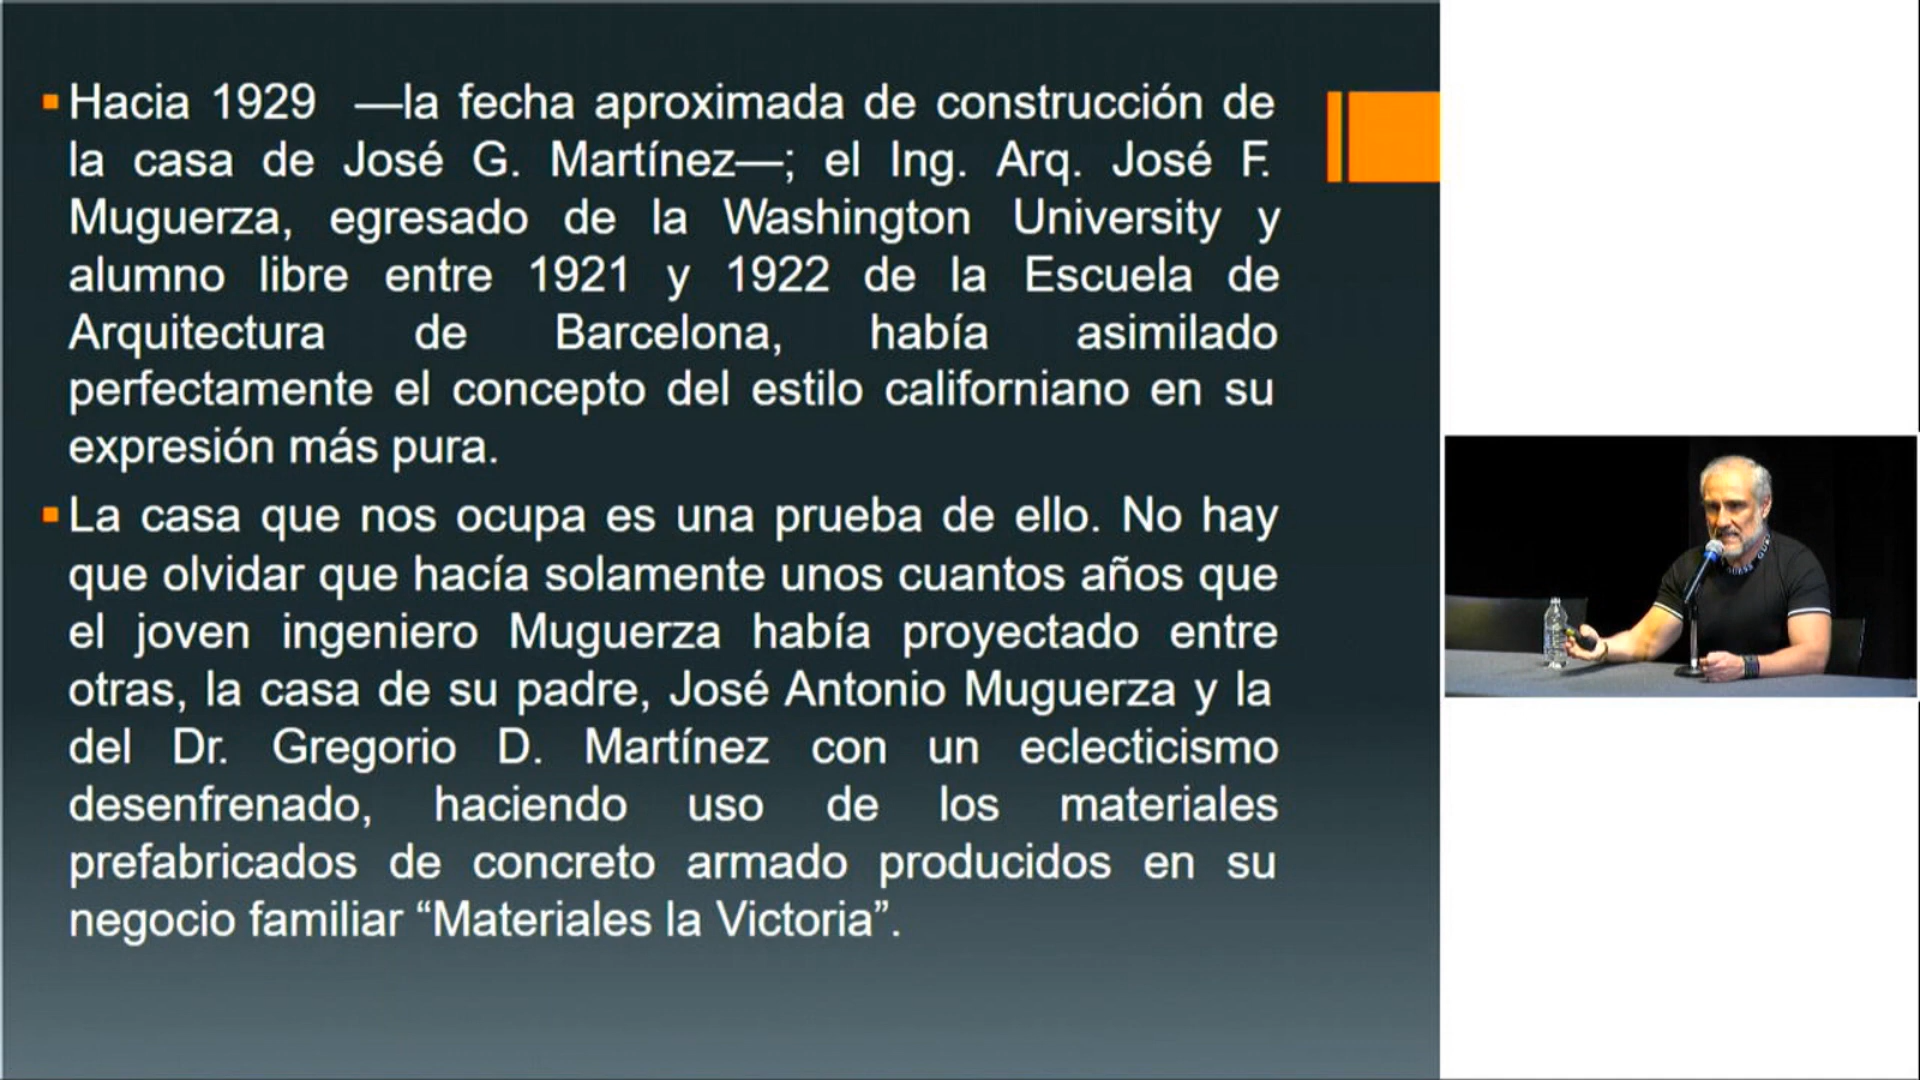 Hacia 1929 —la fecha aproximada de construcción de
la casa de José G. Martínez—; el Ing. Arq. José F.
Muguerza, egresado de la Washington University y
alumno libre entre 1921 y 1922 de la Escuela de
Arquitectura de Barcelona, había asimilado
perfectamente el concepto del estilo californiano en su
expresión más pura.
La casa que nos ocupa es una prueba de ello. No hay
que olvidar que hacía solamente unos cuantos años que
el joven ingeniero Muguerza había proyectado entre
otras, la casa de su padre, José Antonio Muguerza y la
del Dr. Gregorio D. Martínez con un eclecticismo
desenfrenado, haciendo uso de los materiales
prefabricados de concreto armado producidos en su
negocio familiar “Materiales la Victoria”.